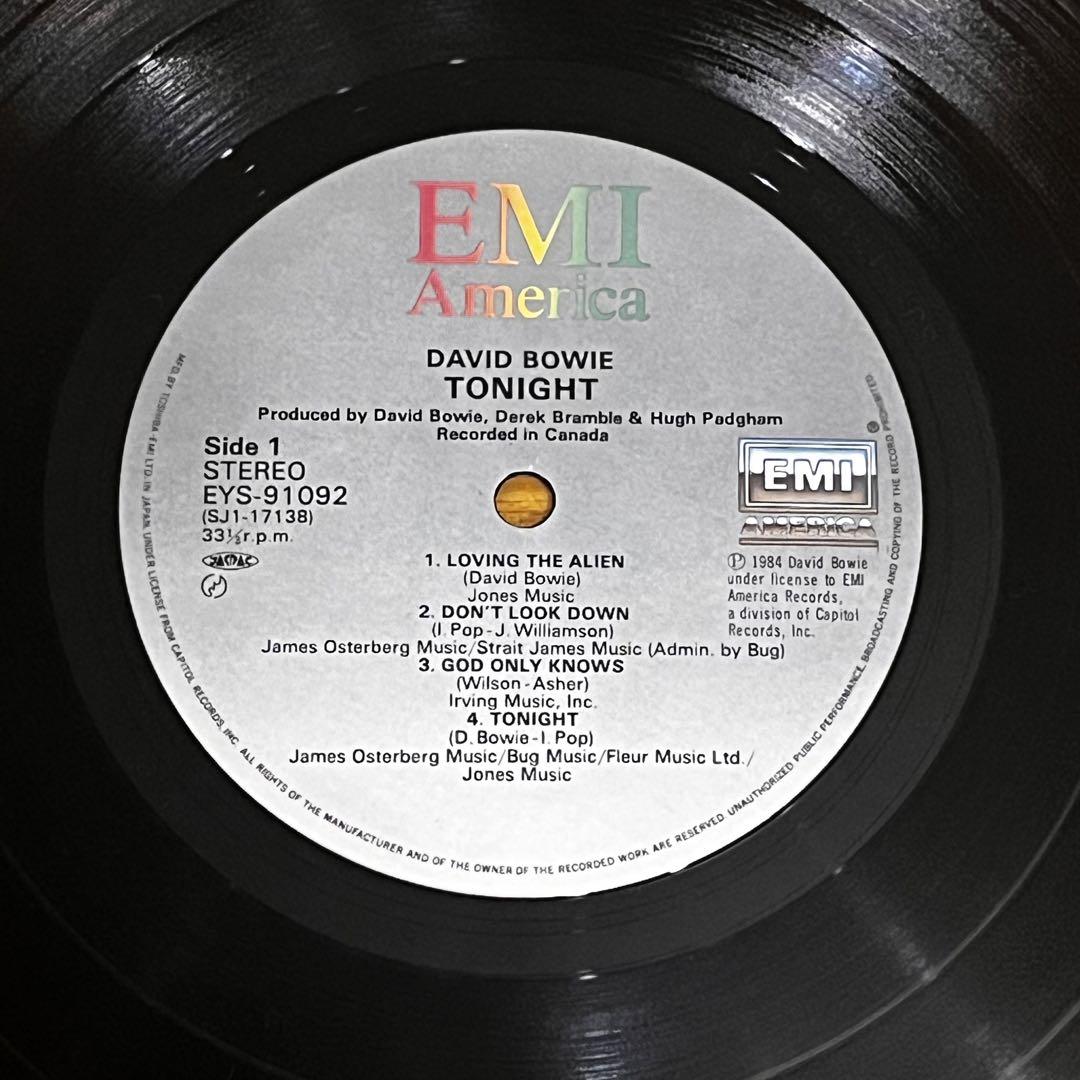 EMI
America
DAVID BOWIE
TONIGHT
Produced by David Bowie, Derek Bramble & Hugh Padgham
Recorded in Canada
Side 1
STEREO
EYS-91092
(SJ1-17138)
33⅓r.p.m.
JASRAC
EMI
AMERICA
Ⓟ 1984 David Bowie
under license to EMI
America Records,
a division of Capitol
Records, Inc.
1. LOVING THE ALIEN
(David Bowie)
Jones Music
2. DON'T LOOK DOWN
(I. Pop-J. Williamson)
James Osterberg Music/Strait James Music (Admin. by Bug)
3. GOD ONLY KNOWS
(Wilson-Asher)
Irving Music, Inc.
4. TONIGHT
(D. Bowie-I. Pop)
James Osterberg Music/Bug Music/Fleur Music Ltd./
Jones Music
MF'D. BY TOSHIBA-EMI LTD. IN JAPAN. UNDER LICENSE FROM CAPITOL RECORDS, INC. ALL RIGHTS OF THE MANUFACTURER AND OF THE OWNER OF THE RECORDED WORK ARE RESERVED. UNAUTHORIZED PUBLIC PERFORMANCE, BROADCASTING AND COPYING OF THE RECORD PROHIBITED.